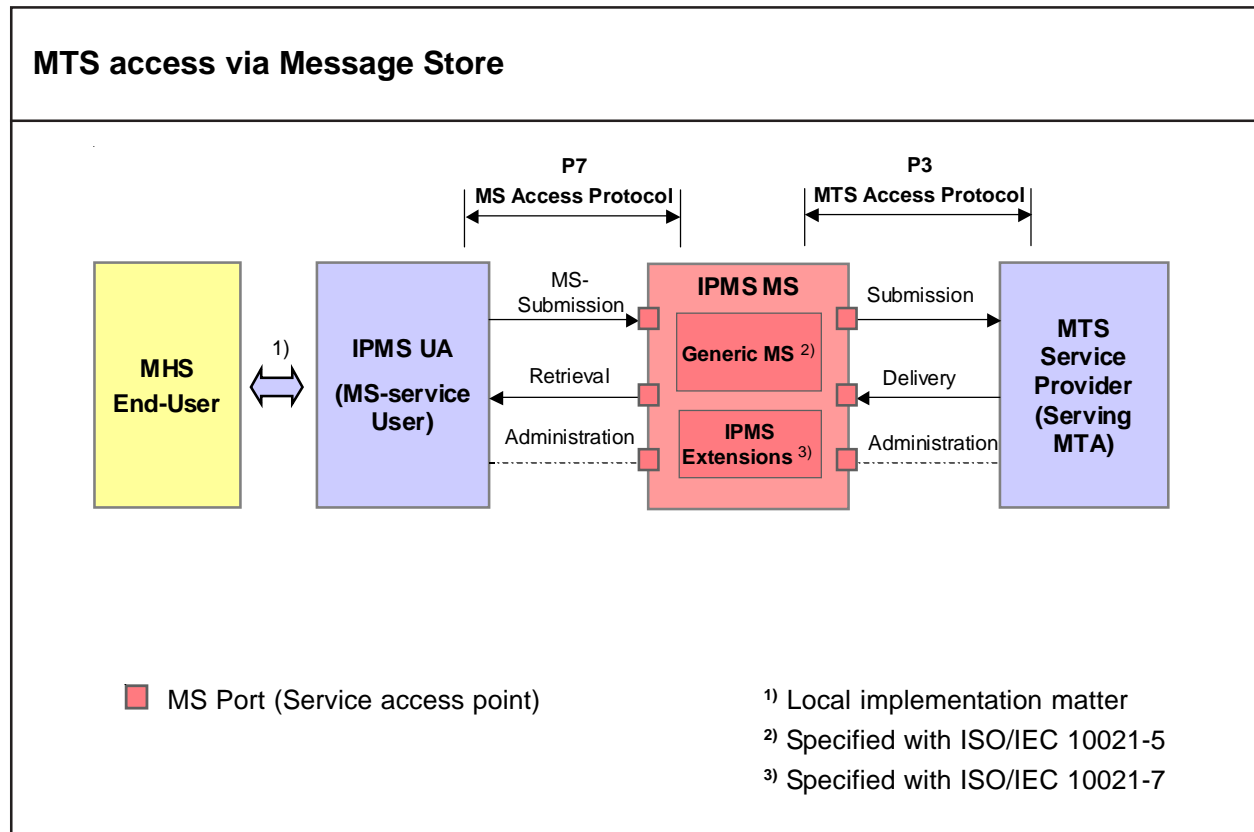 MTS access via Message Store
P7
MS Access Protocol
P3
MTS Access Protocol
MHS
End-User
1)
IPMS UA
(MS-service
User)
MS-
Submission
Retrieval
Administration
IPMS MS
Generic MS 2)
IPMS
Extensions 3)
Submission
Delivery
Administration
MTS
Service
Provider
(Serving
MTA)
MS Port (Service access point)
1) Local implementation matter
2) Specified with ISO/IEC 10021-5
3) Specified with ISO/IEC 10021-7